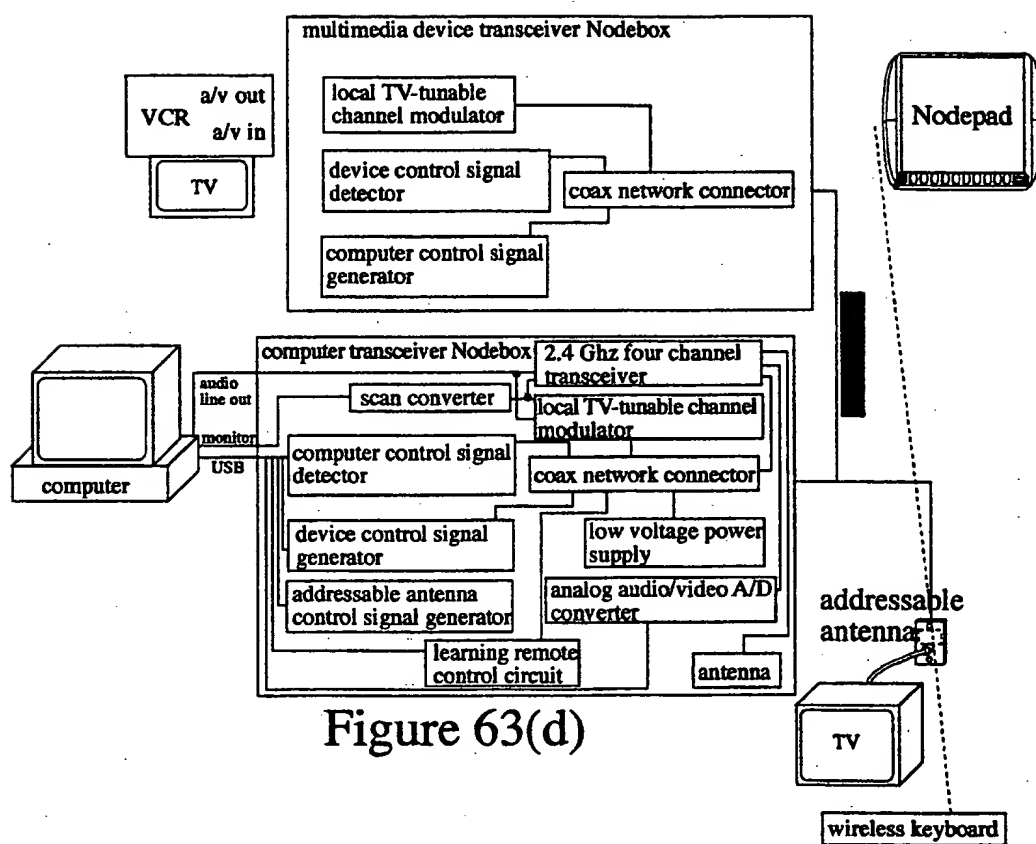 multimedia device transceiver Nodebox
a/v out
VCR
a/v in
TV
local TV-tunable
channel modulator
device control signal
detector
coax network connector
computer control signal
generator
Nodepad
computer transceiver Nodebox
2.4 Ghz four channel
transceiver
audio
line out
scan converter
local TV-tunable channel
modulator
monitor
USB
computer
computer control signal
detector
coax network connector
device control signal
generator
low voltage power
supply
addressable antenna
control signal generator
analog audio/video A/D
converter
learning remote
control circuit
antenna
addressable
antenna
TV
Figure 63(d)
wireless keyboard